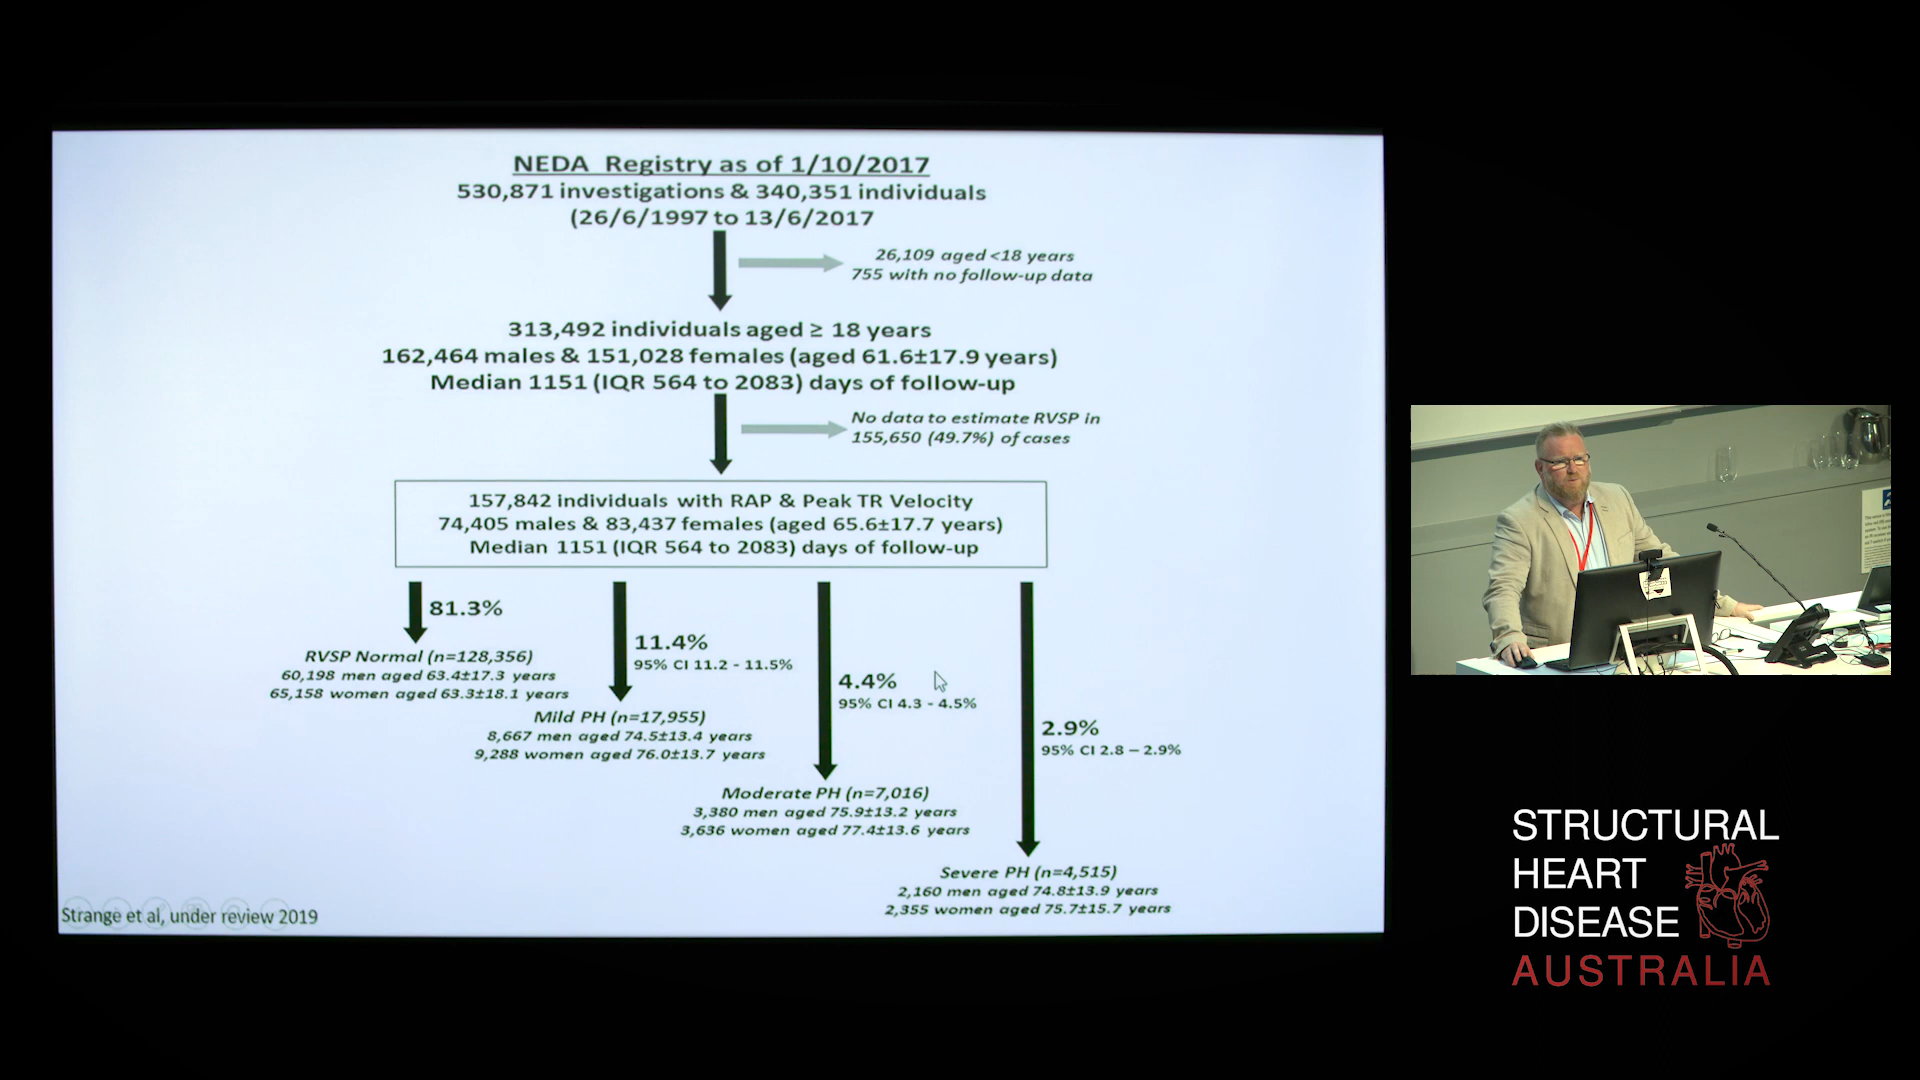 NEDA Registry as of 1/10/2017
530,871 investigations & 340,351 individuals
(26/6/1997 to 13/6/2017
26,109 aged <18 years
755 with no follow-up data
313,492 individuals aged ≥ 18 years
162,464 males & 151,028 females (aged 61.6±17.9 years)
Median 1151 (IQR 564 to 2083) days of follow-up
No data to estimate RVSP in
155,650 (49.7%) of cases
157,842 individuals with RAP & Peak TR Velocity
74,405 males & 83,437 females (aged 65.6±17.7 years)
Median 1151 (IQR 564 to 2083) days of follow-up
81.3%
RVSP Normal (n=128,356)
60,198 men aged 63.4±17.3 years
65,158 women aged 63.3±18.1 years
11.4%
95% CI 11.2 - 11.5%
Mild PH (n=17,955)
8,667 men aged 74.5±13.4 years
9,288 women aged 76.0±13.7 years
4.4%
95% CI 4.3 - 4.5%
Moderate PH (n=7,016)
3,380 men aged 75.9±13.2 years
3,636 women aged 77.4±13.6 years
2.9%
95% CI 2.8 – 2.9%
Severe PH (n=4,515)
2,160 men aged 74.8±13.9 years
2,355 women aged 75.7±15.7 years
Strange et al, under review 2019
STRUCTURAL
HEART
DISEASE
AUSTRALIA